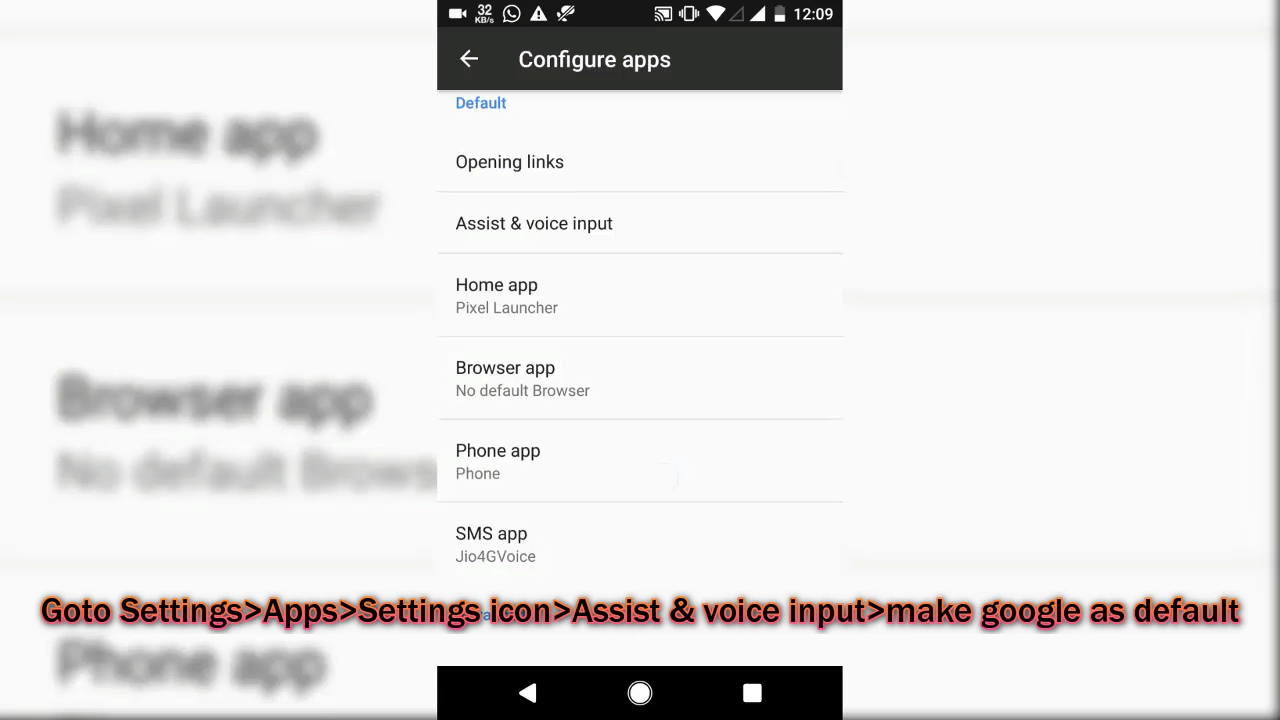 32
KB/s
12:09
Configure apps
Default
Opening links
Assist & voice input
Home app
Pixel Launcher
Browser app
No default Browser
Phone app
Phone
SMS app
Jio4GVoice
Goto Settings>Apps>Settings icon>Assist & voice input>make google as default
Home app
Pixel Launcher
Browser app
No default Brows
Phone app